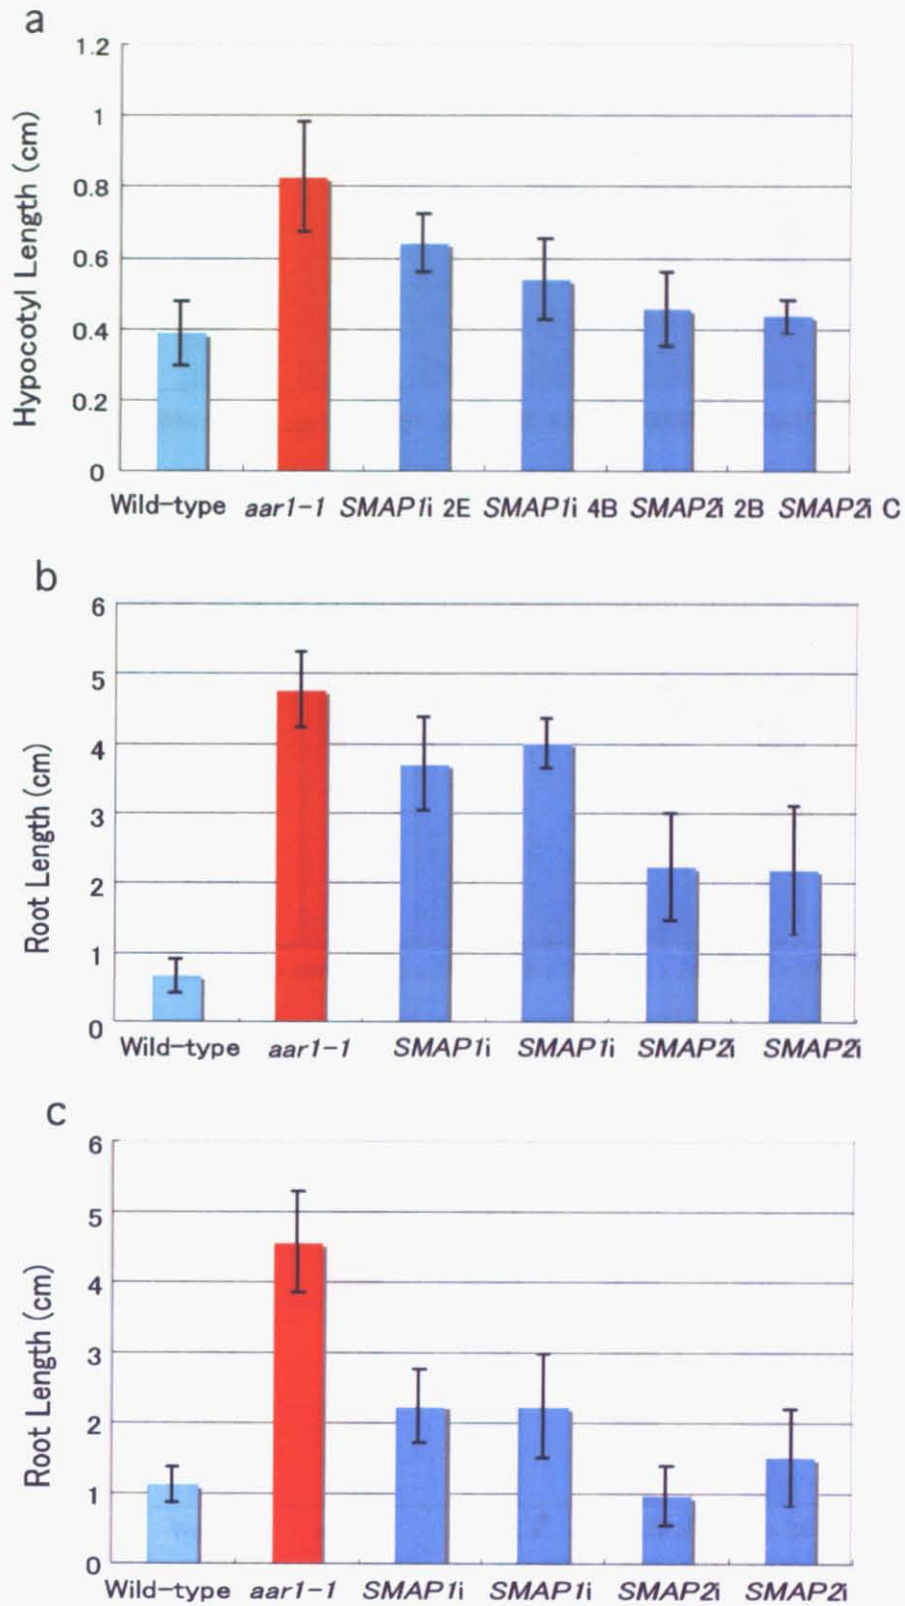 a
Hypocotyl Length (cm)
1.2
1
0.8
0.6
0.4
0.2
0
Wild-type aar1-1 SMAP1i 2E SMAP1i 4B SMAP2i 2B SMAP2i C
b
Root Length (cm)
6
5
4
3
2
1
0
Wild-type aar1-1 SMAP1i SMAP1i SMAP2i SMAP2i
c
Root Length (cm)
6
5
4
3
2
1
0
Wild-type aar1-1 SMAP1i SMAP1i SMAP2i SMAP2i